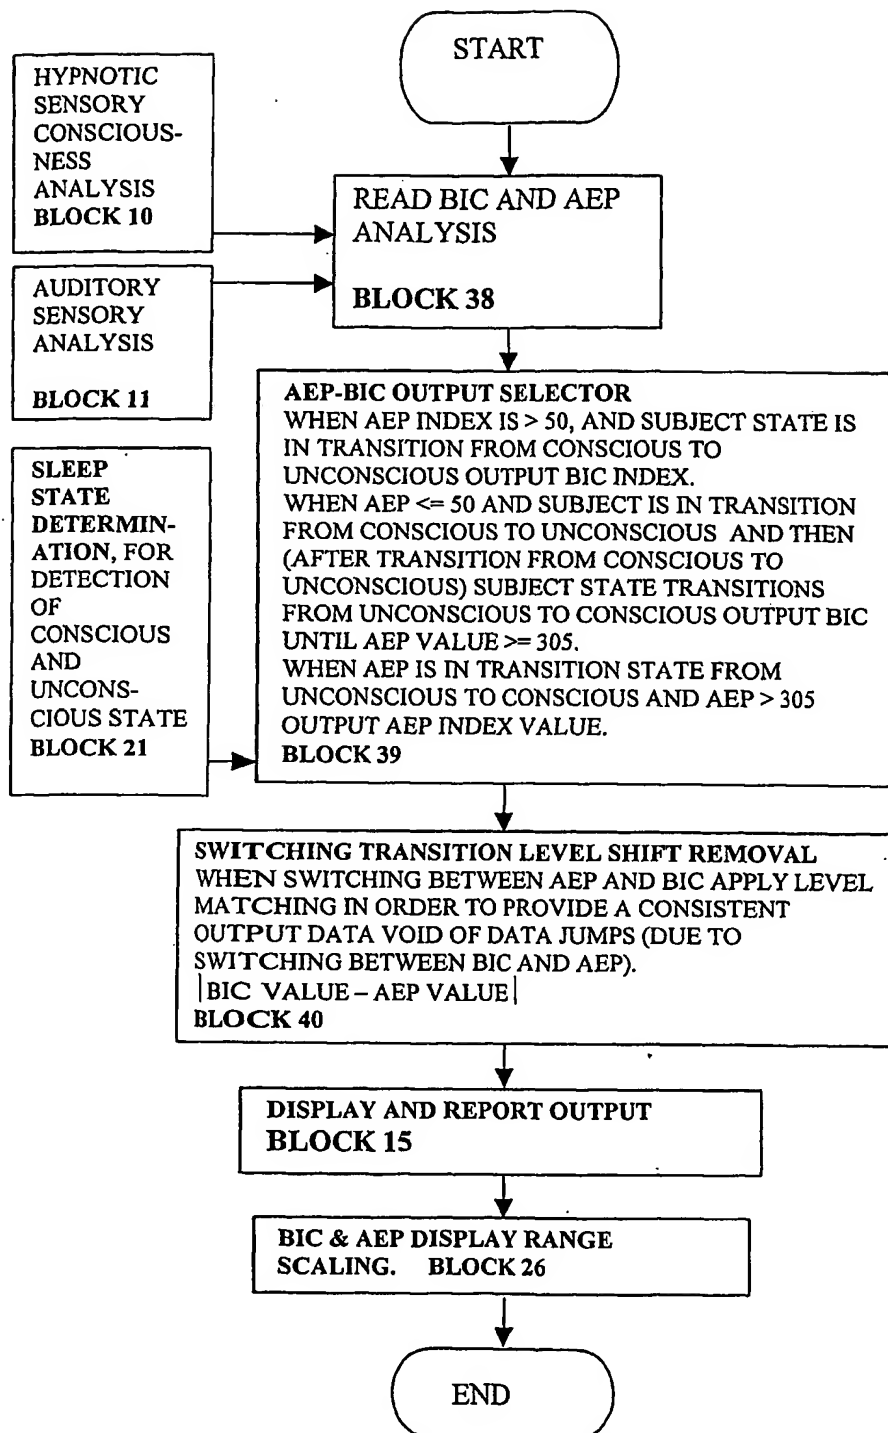 START
HYPNOTIC
SENSORY
CONSCIOUS-
NESS
ANALYSIS
BLOCK 10
READ BIC AND AEP
ANALYSIS
BLOCK 38
AUDITORY
SENSORY
ANALYSIS
BLOCK 11
AEP-BIC OUTPUT SELECTOR
WHEN AEP INDEX IS > 50, AND SUBJECT STATE IS
IN TRANSITION FROM CONSCIOUS TO
UNCONSCIOUS OUTPUT BIC INDEX.
WHEN AEP <= 50 AND SUBJECT IS IN TRANSITION
FROM CONSCIOUS TO UNCONSCIOUS AND THEN
(AFTER TRANSITION FROM CONSCIOUS TO
UNCONSCIOUS) SUBJECT STATE TRANSITIONS
FROM UNCONSCIOUS TO CONSCIOUS OUTPUT BIC
UNTIL AEP VALUE >= 305.
WHEN AEP IS IN TRANSITION STATE FROM
UNCONSCIOUS TO CONSCIOUS AND AEP > 305
OUTPUT AEP INDEX VALUE.
BLOCK 39
SLEEP
STATE
DETERMIN-
ATION, FOR
DETECTION
OF
CONSCIOUS
AND
UNCONS-
CIOUS STATE
BLOCK 21
SWITCHING TRANSITION LEVEL SHIFT REMOVAL
WHEN SWITCHING BETWEEN AEP AND BIC APPLY LEVEL
MATCHING IN ORDER TO PROVIDE A CONSISTENT
OUTPUT DATA VOID OF DATA JUMPS (DUE TO
SWITCHING BETWEEN BIC AND AEP).
|BIC VALUE – AEP VALUE|
BLOCK 40
DISPLAY AND REPORT OUTPUT
BLOCK 15
BIC & AEP DISPLAY RANGE
SCALING. BLOCK 26
END